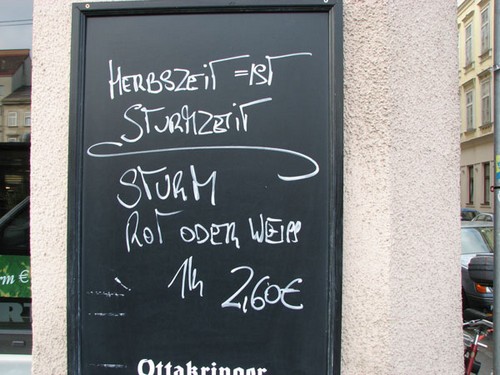 HERBSZEIT = IST
STURMZEIT
STURM
ROT ODER WEISS
1/4 2,60€
Ottakringer